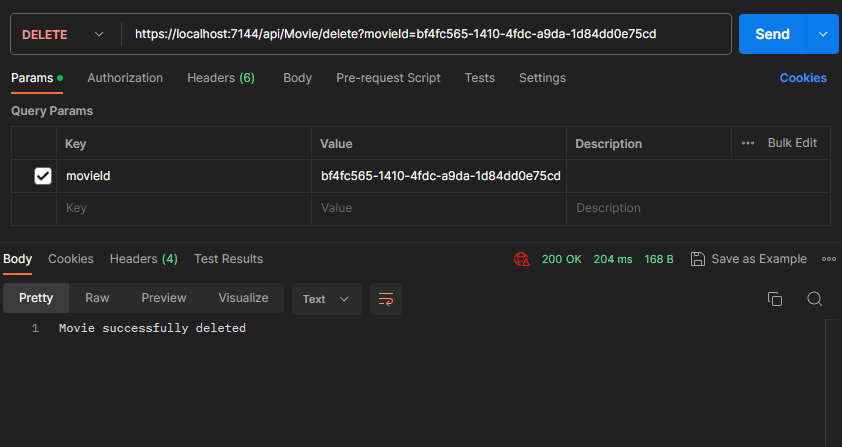 DELETE https://localhost:7144/api/Movie/delete?movieId=bf4fc565-1410-4fdc-a9da-1d84dd0e75cd Send
Params Authorization Headers (6) Body Pre-request Script Tests Settings Cookies
Query Params
Key Value Description Bulk Edit
movieId bf4fc565-1410-4fdc-a9da-1d84dd0e75cd
Key Value Description
Body Cookies Headers (4) Test Results 200 OK 204 ms 168 B Save as Example
Pretty Raw Preview Visualize Text
1 Movie successfully deleted